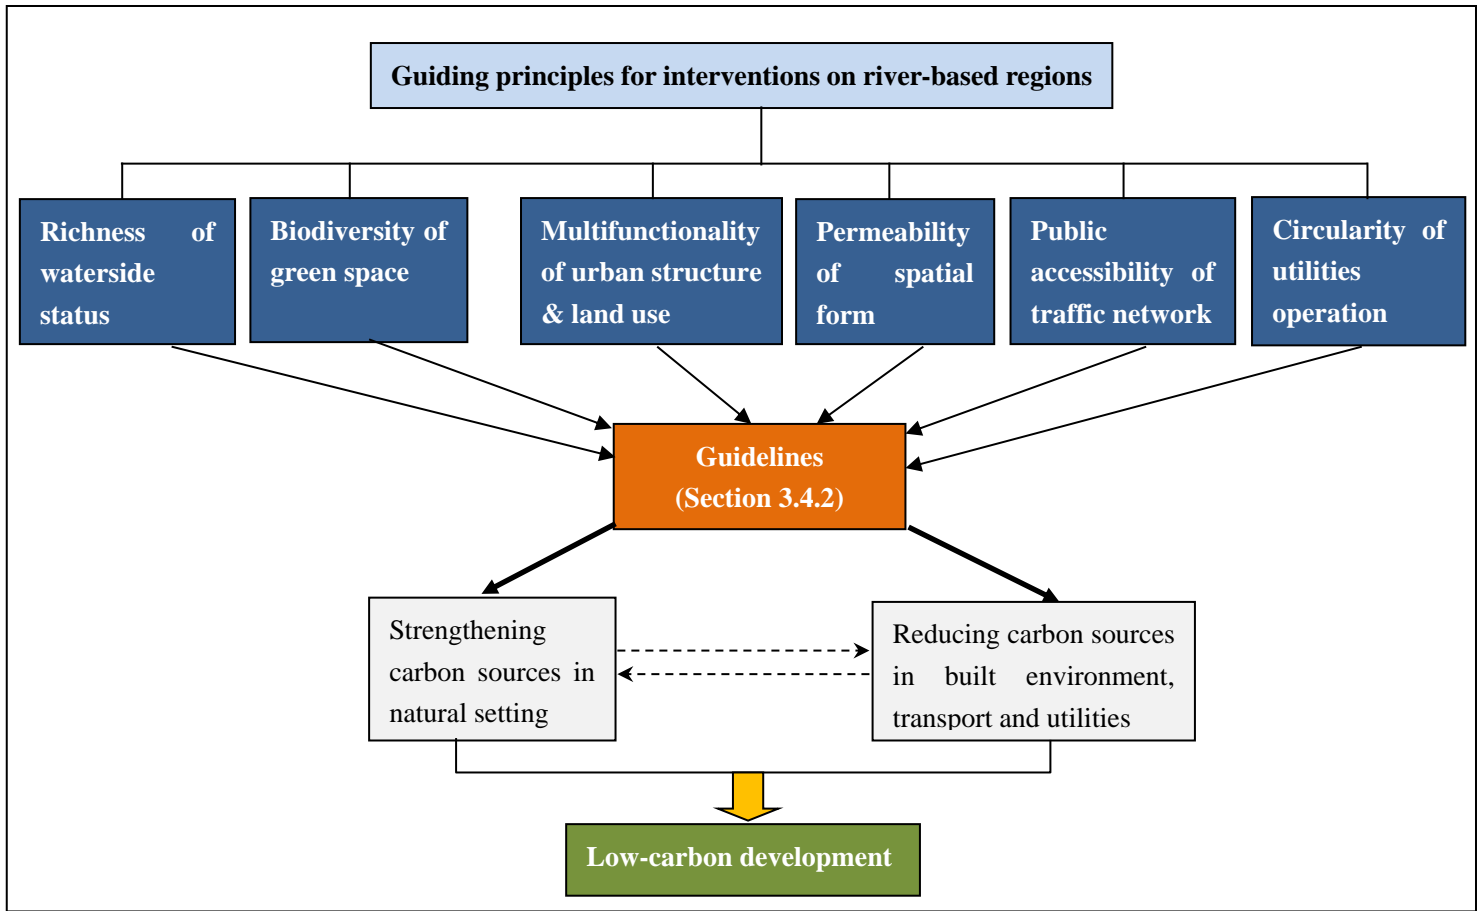 Guiding principles for interventions on river-based regions
Richness of
waterside
status
Biodiversity of
green space
Multifunctionality
of urban structure
& land use
Permeability
of spatial
form
Public
accessibility of
traffic network
Circularity of
utilities
operation
Guidelines
(Section 3.4.2)
Strengthening
carbon sources in
natural setting
Reducing carbon sources
in built environment,
transport and utilities
Low-carbon development